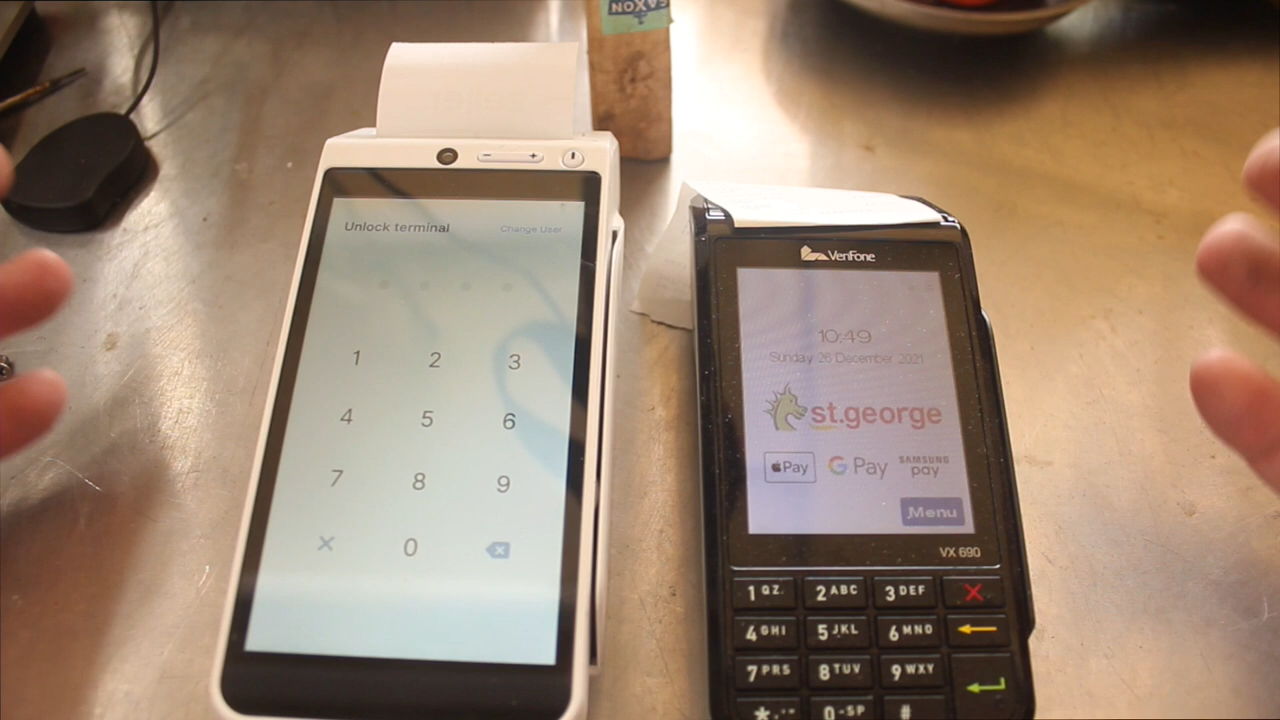 SAXON
Unlock terminal
Change User
1 2 3
4 5 6
7 8 9
0
VeriFone
10:49
Sunday 26 December 2021
st.george
Pay
G Pay
SAMSUNG
pay
Menu
VX 690
1 QZ. 2 ABC 3 DEF
4 GHI 5 JKL 6 MNO
7 PRS 8 TUV 9 WXY
*.-- 0-SP #